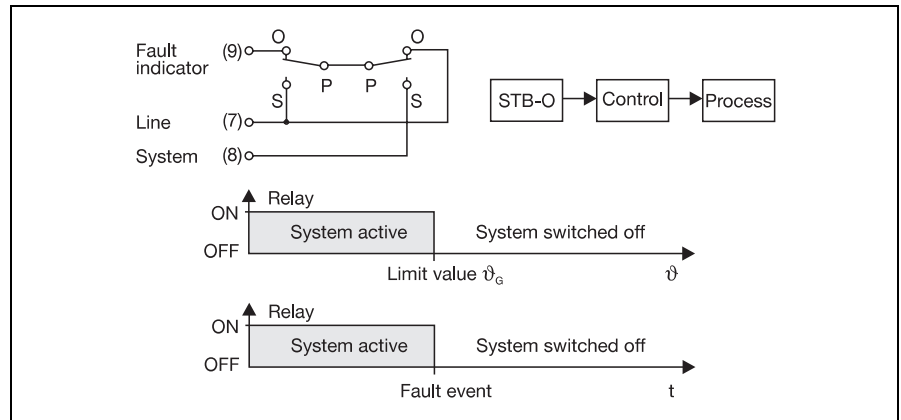 O O
Fault (9)
indicator
P P
S S
STB-O Control Process
Line (7)
System (8)
Relay
ON
System active System switched off
OFF
Limit value ϑG ϑ
Relay
ON
System active System switched off
OFF
Fault event t